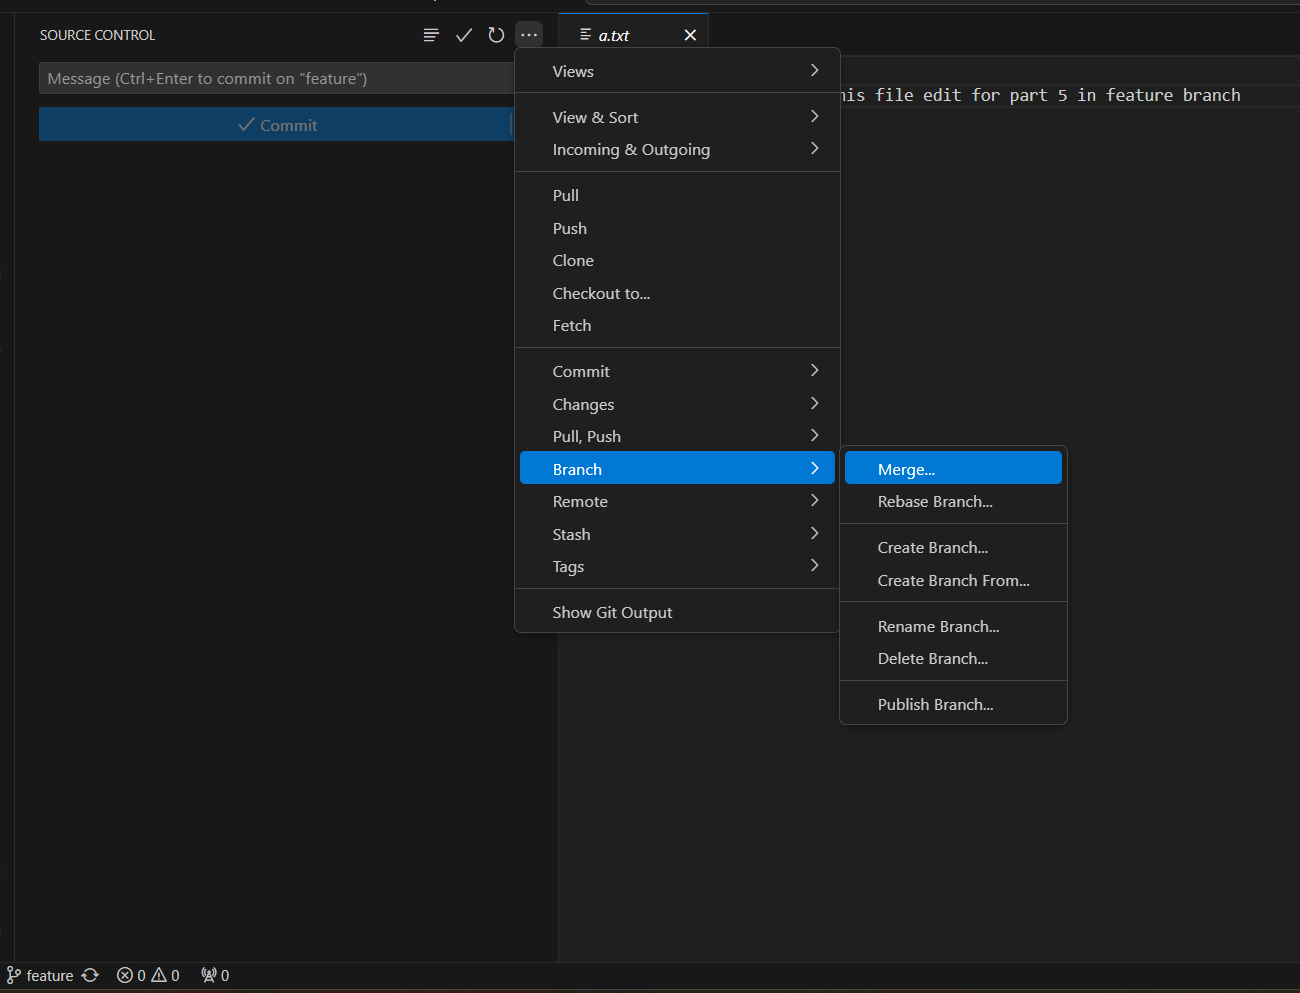 SOURCE CONTROL
a.txt
Message (Ctrl+Enter to commit on "feature")
Commit
file edit for part 5 in feature branch
Views
View & Sort
Incoming & Outgoing
Pull
Push
Clone
Checkout to...
Fetch
Commit
Changes
Pull, Push
Branch
Remote
Stash
Tags
Show Git Output
Merge...
Rebase Branch...
Create Branch...
Create Branch From...
Rename Branch...
Delete Branch...
Publish Branch...
feature 0 0 0